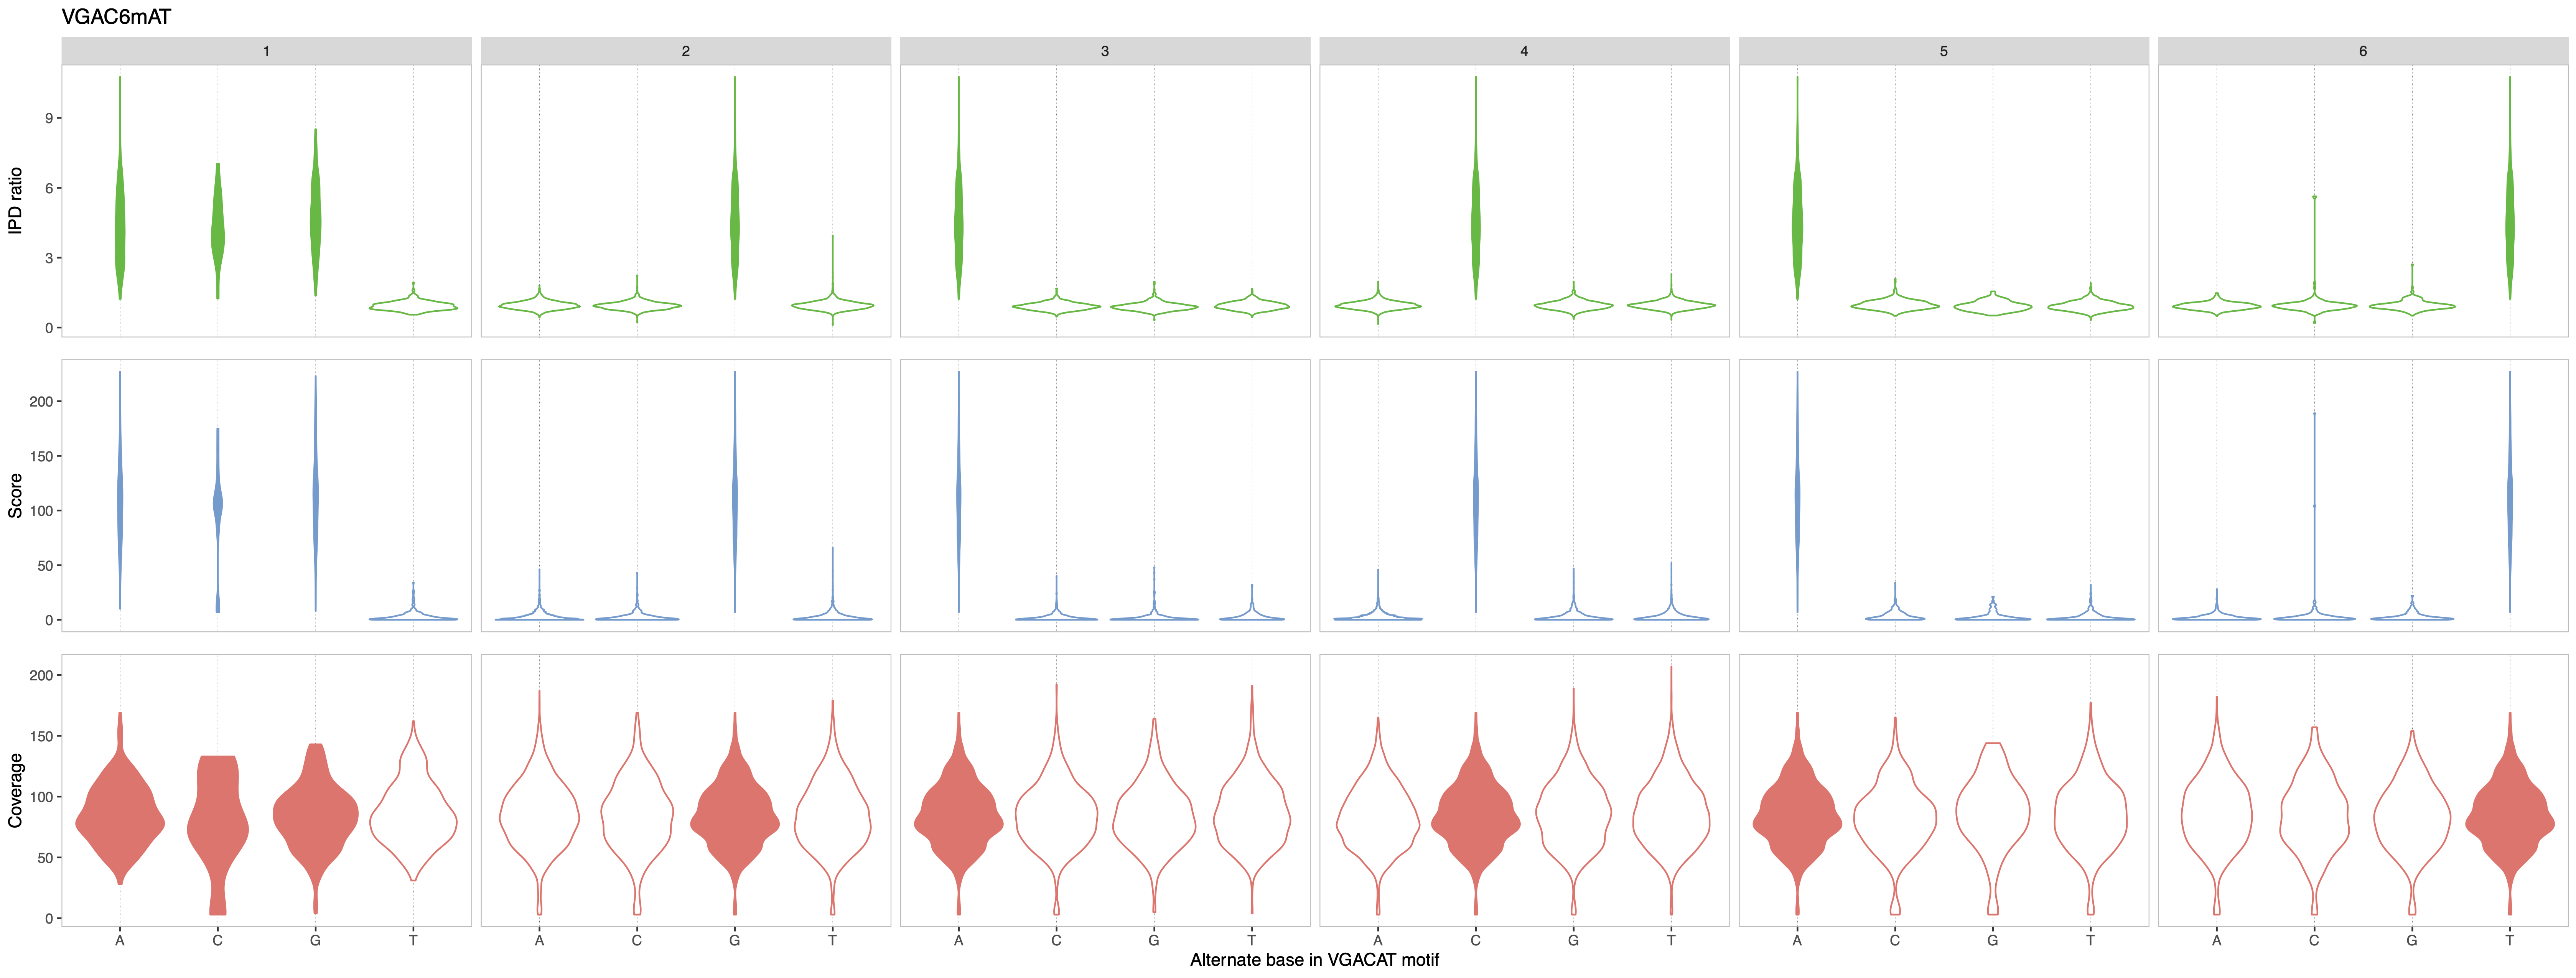 VGAC6mAT
1 2 3 4 5 6
IPD ratio
9
6
3
0
Score
200
150
100
50
0
Coverage
200
150
100
50
0
A C G T A C G T A C G T A C G T A C G T A C G T
Alternate base in VGACAT motif